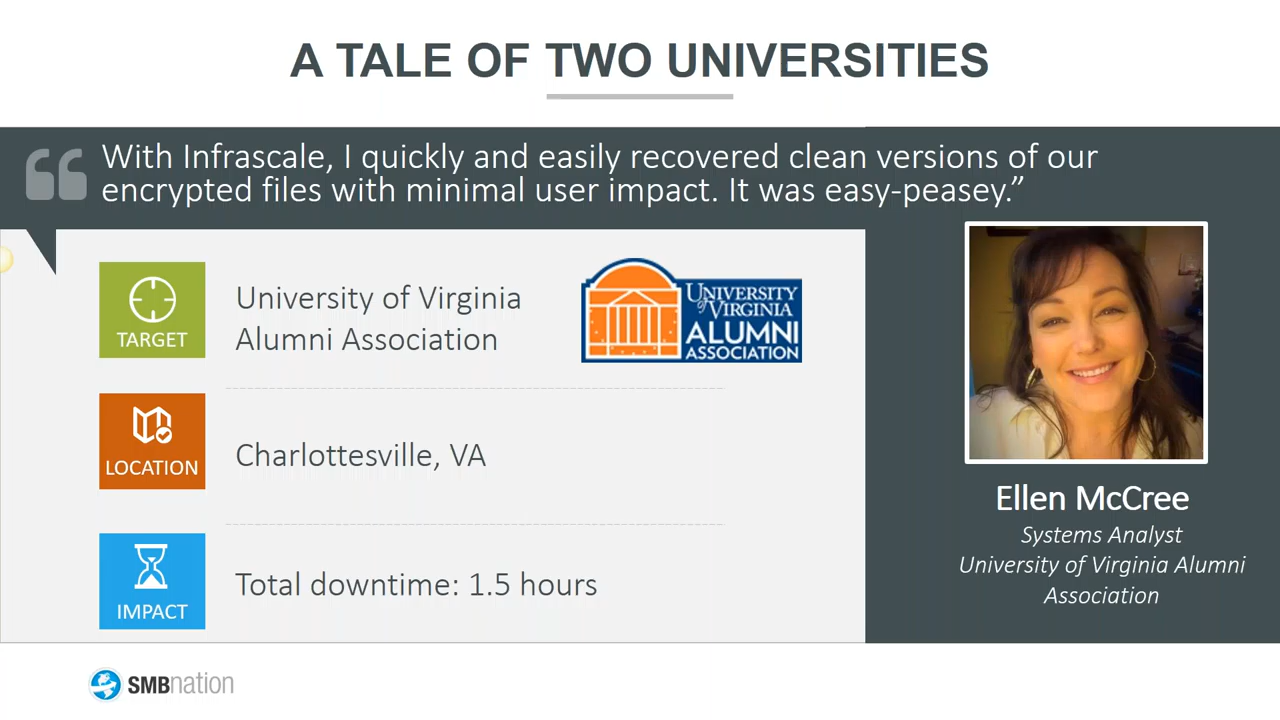 A TALE OF TWO UNIVERSITIES
“
With Infrascale, I quickly and easily recovered clean versions of our
encrypted files with minimal user impact. It was easy-peasey.”
TARGET
University of Virginia
Alumni Association
UNIVERSITY
of VIRGINIA
ALUMNI
ASSOCIATION
LOCATION
Charlottesville, VA
IMPACT
Total downtime: 1.5 hours
Ellen McCree
Systems Analyst
University of Virginia Alumni
Association
SMBnation